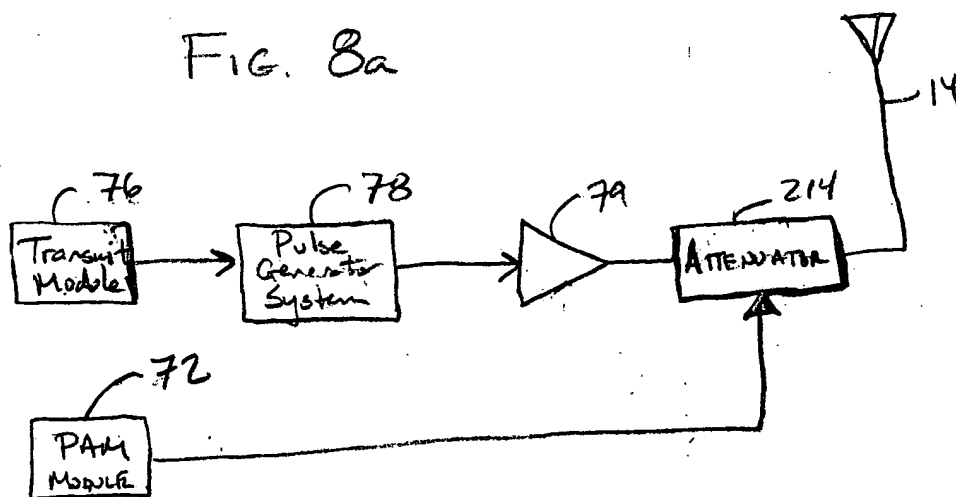 FIG. 8a
14
76
78
79
214
Transmit
Module
Pulse
Generator
System
ATTENUATOR
72
PAM
MODULE